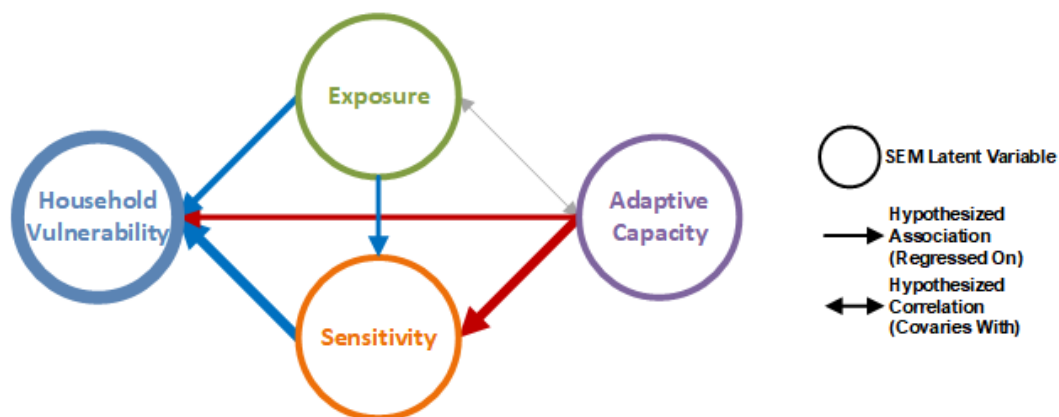 Exposure
Household
Vulnerability
Adaptive
Capacity
Sensitivity
SEM Latent Variable
Hypothesized
Association
(Regressed On)
Hypothesized
Correlation
(Covaries With)